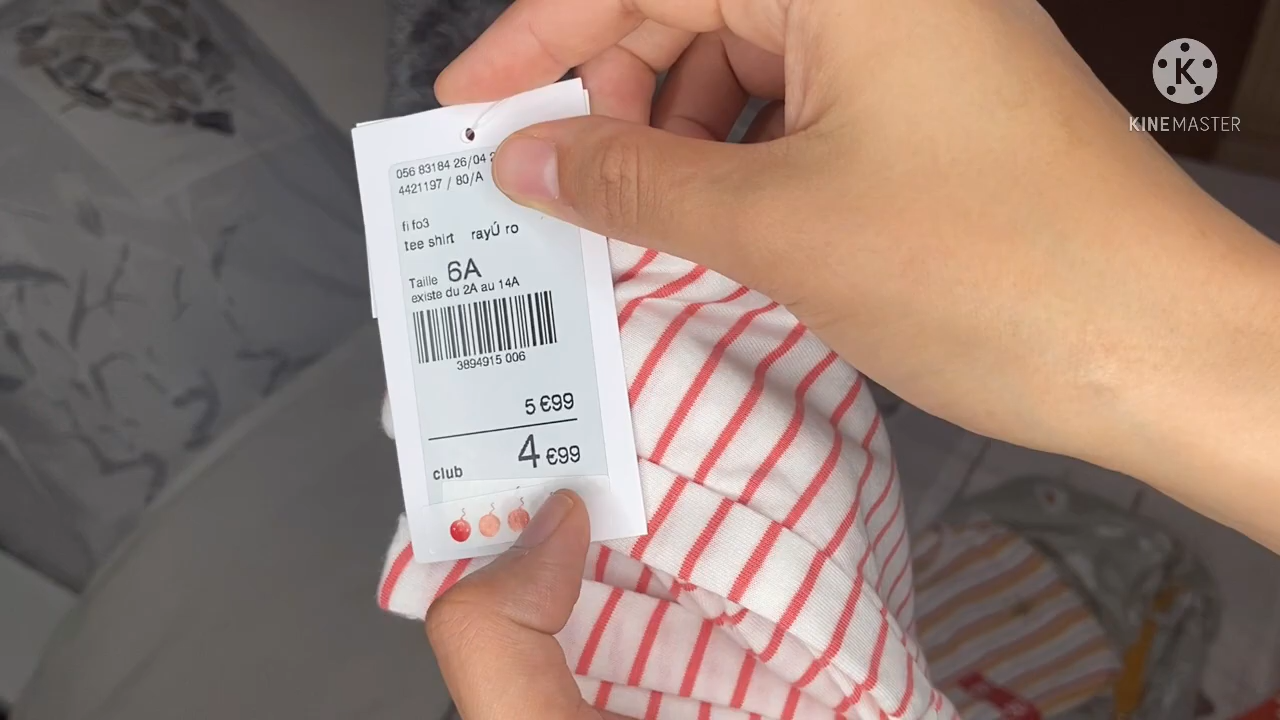 056 83184 26/04
4421197 / 80/A
fi fo3
tee shirt rayÚ ro
Taille 6A
existe du 2A au 14A
3894915 006
5 €99
club 4 €99
K
KINEMASTER